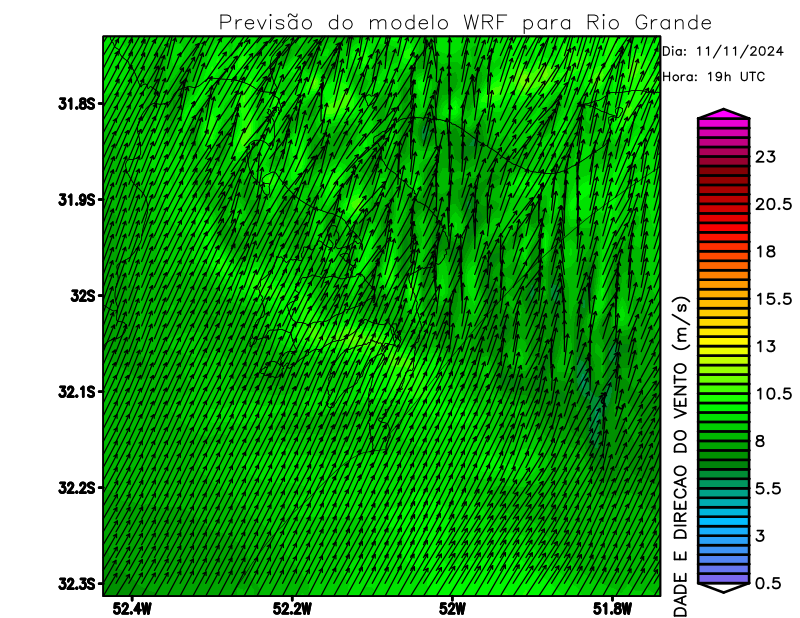 Previsão do modelo WRF para Rio Grande
Dia: 11/11/2024
Hora: 19h UTC
31.8S
31.9S
32S
32.1S
32.2S
32.3S
52.4W
52.2W
52W
51.8W
23
20.5
18
15.5
13
10.5
8
5.5
3
0.5
DADE E DIRECAO DO VENTO (m/s)